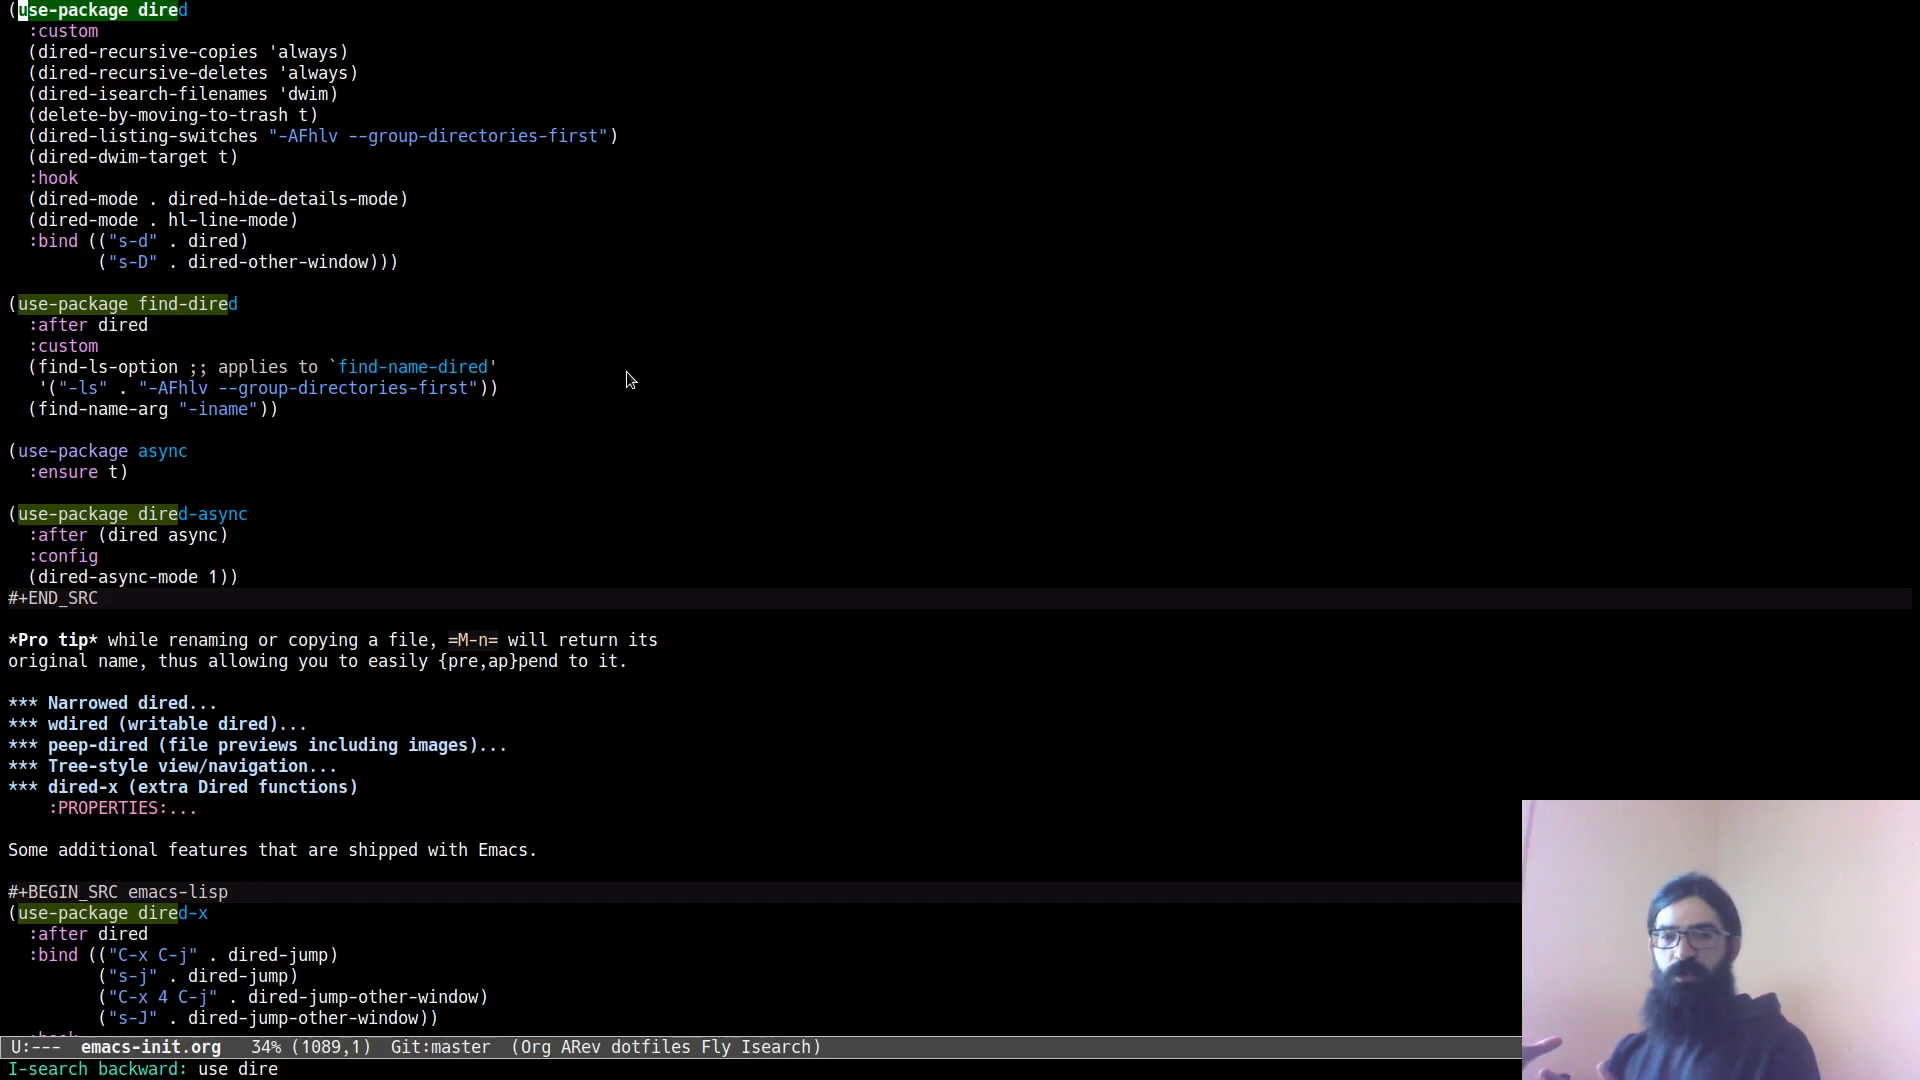 (use-package dired
:custom
(dired-recursive-copies 'always)
(dired-recursive-deletes 'always)
(dired-isearch-filenames 'dwim)
(delete-by-moving-to-trash t)
(dired-listing-switches "-AFhlv --group-directories-first")
(dired-dwim-target t)
:hook
(dired-mode . dired-hide-details-mode)
(dired-mode . hl-line-mode)
:bind (("s-d" . dired)
("s-D" . dired-other-window)))
(use-package find-dired
:after dired
:custom
(find-ls-option ;; applies to `find-name-dired'
'("-ls" . "-AFhlv --group-directories-first"))
(find-name-arg "-iname"))
(use-package async
:ensure t)
(use-package dired-async
:after (dired async)
:config
(dired-async-mode 1))
#+END_SRC
*Pro tip* while renaming or copying a file, =M-n= will return its
original name, thus allowing you to easily {pre,ap}pend to it.
*** Narrowed dired...
*** wdired (writable dired)...
*** peep-dired (file previews including images)...
*** Tree-style view/navigation...
*** dired-x (extra Dired functions)
:PROPERTIES:...
Some additional features that are shipped with Emacs.
#+BEGIN_SRC emacs-lisp
(use-package dired-x
:after dired
:bind (("C-x C-j" . dired-jump)
("s-j" . dired-jump)
("C-x 4 C-j" . dired-jump-other-window)
("s-J" . dired-jump-other-window))
U:--- emacs-init.org 34% (1089,1) Git:master (Org ARev dotfiles Fly Isearch)
I-search backward: use dire